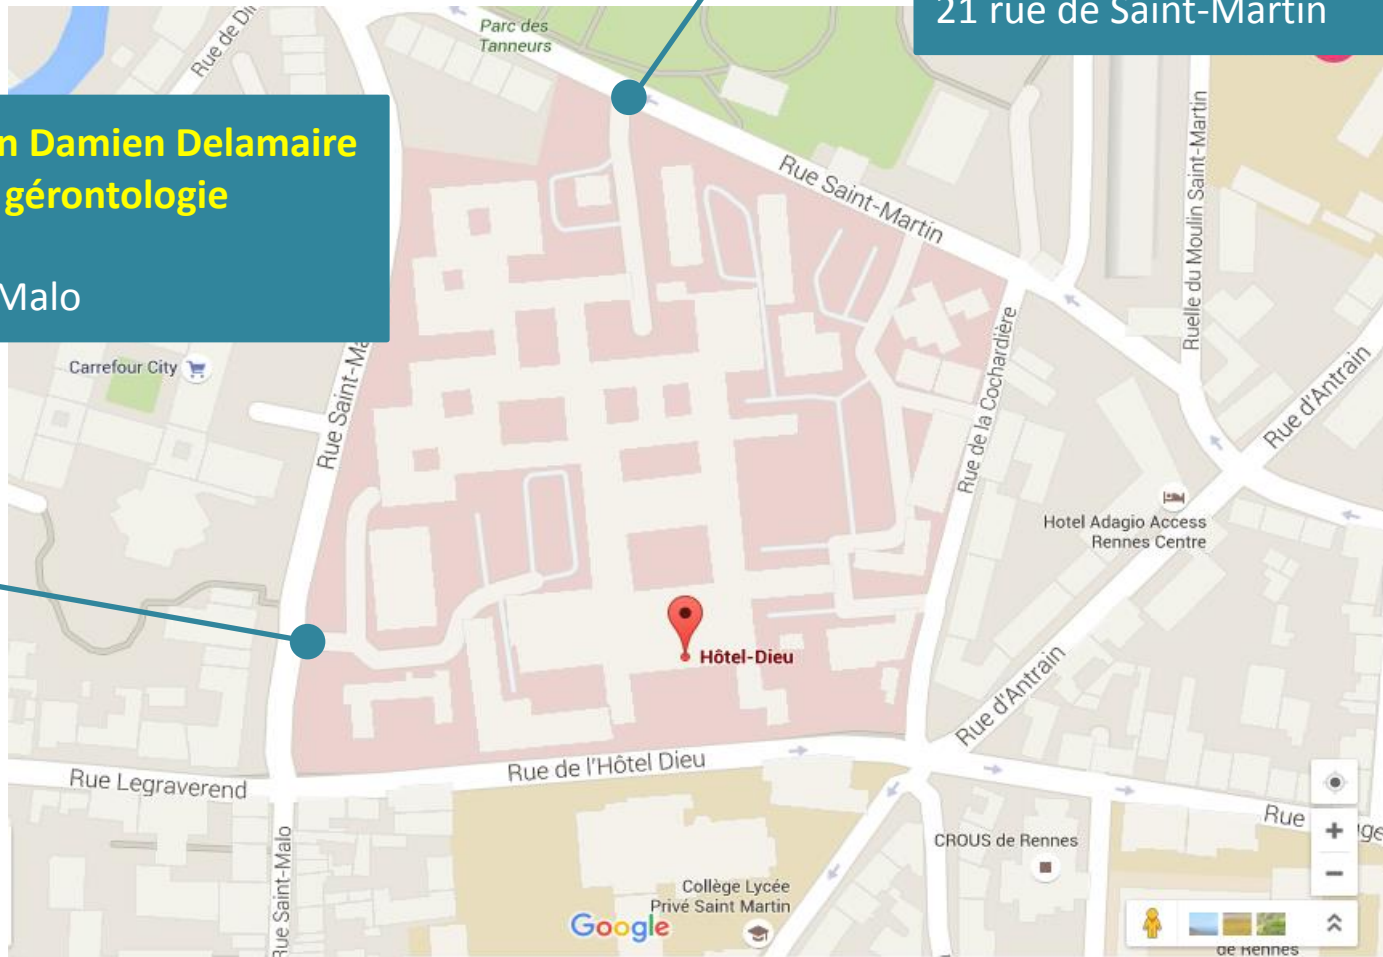 21 rue de Saint-Martin
Parc des
Tanneurs
Rue de
n Damien Delamaire
gérontologie
Malo
Rue Saint-Martin
Ruelle du Moulin Saint-Martin
Carrefour City
Rue Saint-Ma
Rue de la Cochardière
Rue d'Antrain
Hotel Adagio Access
Rennes Centre
Hôtel-Dieu
Rue d'Antrain
Rue de l'Hôtel Dieu
Rue Legraverend
Rue
CROUS de Rennes
Rue Saint-Malo
Collège Lycée
Privé Saint Martin
Google
de Rennes